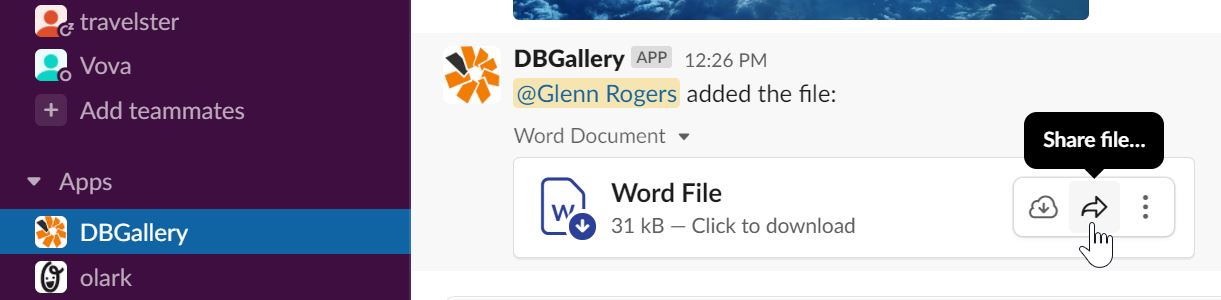 travelster
Vova
+ Add teammates
Apps
DBGallery
olark
DBGallery APP 12:26 PM
@Glenn Rogers added the file:
Word Document
Share file...
Word File
W
31 kB — Click to download